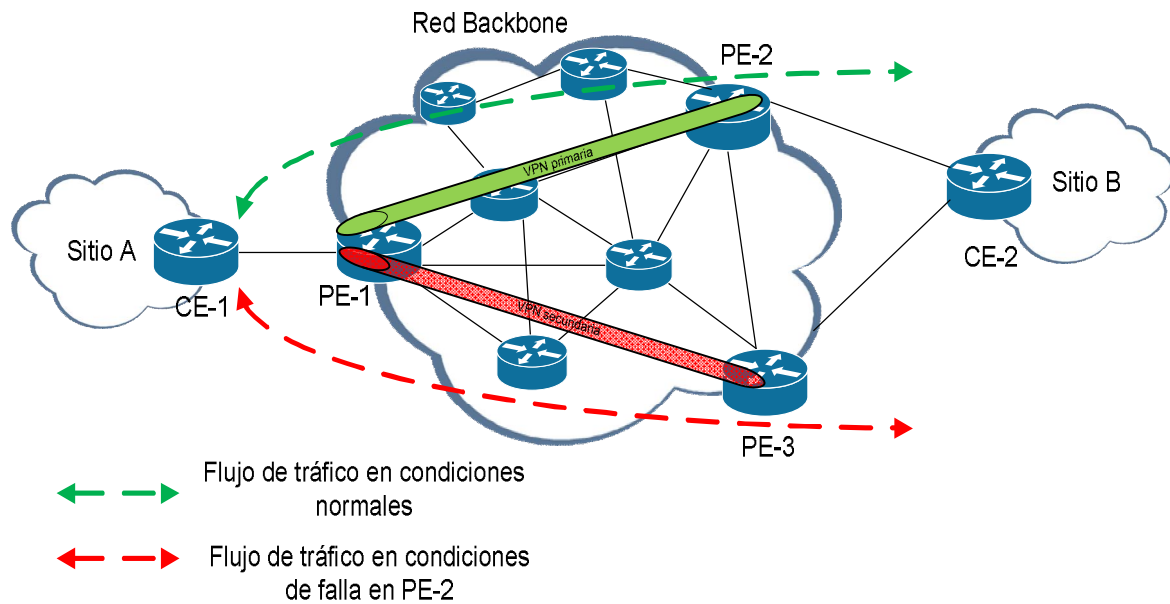 Red Backbone
PE-2
VPN primaria
Sitio A
CE-1
PE-1
Sitio B
CE-2
VPN secundaria
PE-3
Flujo de tráfico en condiciones
normales
Flujo de tráfico en condiciones
de falla en PE-2